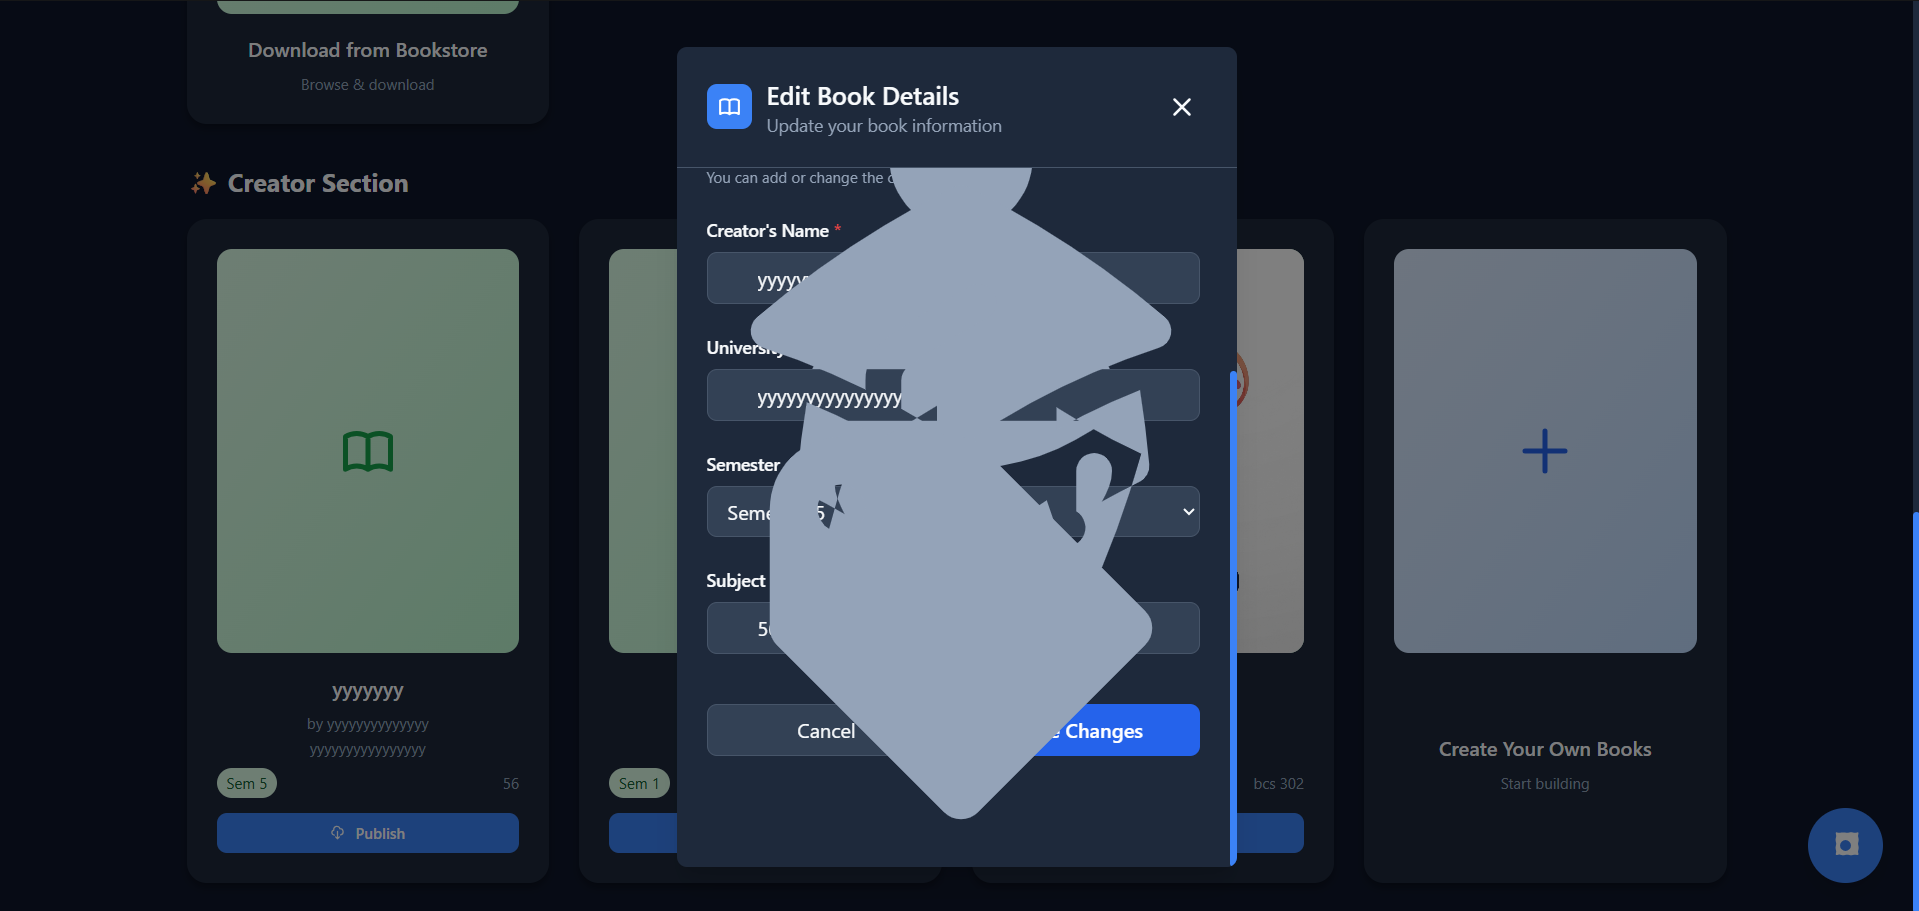 Download from Bookstore
Browse & download
✨ Creator Section
Edit Book Details
Update your book information
You can add or change the
Creator's Name *
Semester
Subject
Cancel
Changes
yyyyyyy
by yyyyyyyyyyyyyy
yyyyyyyyyyyyyyyy
Sem 5
56
Publish
Sem 1
bcs 302
Create Your Own Books
Start building